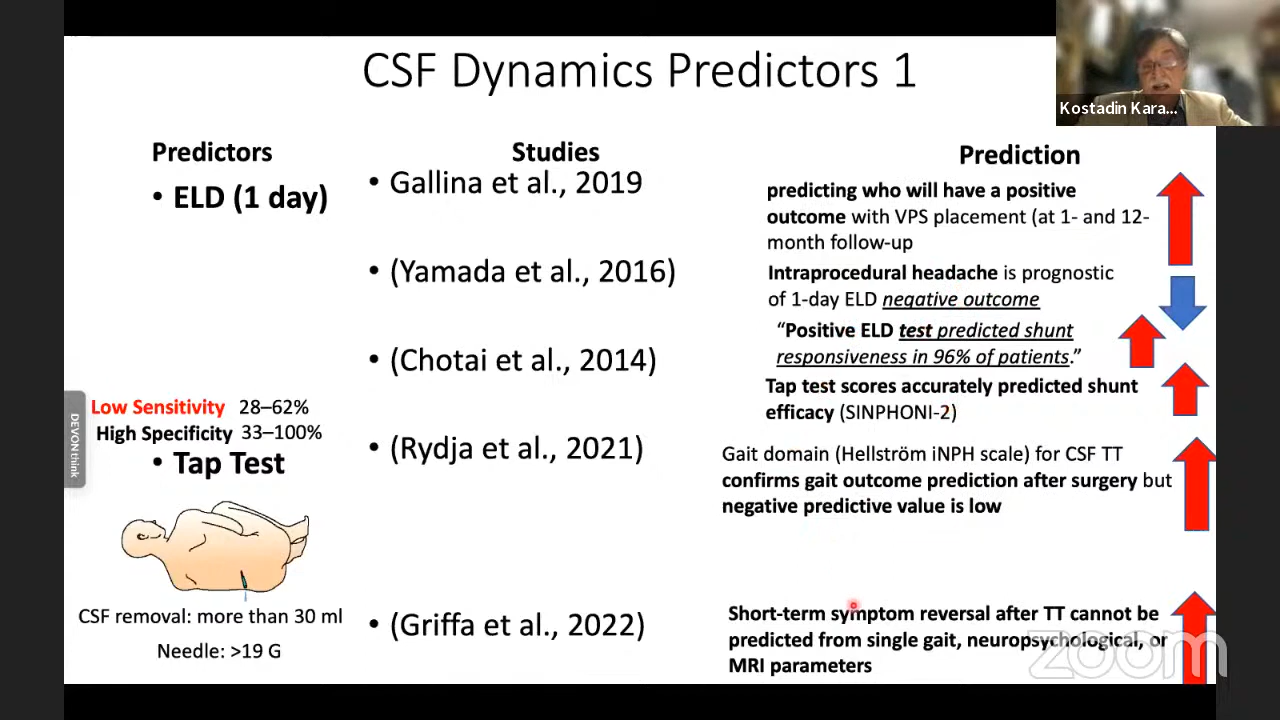 CSF Dynamics Predictors 1
Kostadin Kara...
Predictors
• ELD (1 day)
Low Sensitivity 28–62%
High Specificity 33–100%
• Tap Test
CSF removal: more than 30 ml
Needle: >19 G
DEVONthink
Studies
• Gallina et al., 2019
• (Yamada et al., 2016)
• (Chotai et al., 2014)
• (Rydja et al., 2021)
• (Griffa et al., 2022)
Prediction
predicting who will have a positive
outcome with VPS placement (at 1- and 12-
month follow-up
Intraprocedural headache is prognostic
of 1-day ELD negative outcome
“Positive ELD test predicted shunt
responsiveness in 96% of patients.”
Tap test scores accurately predicted shunt
efficacy (SINPHONI-2)
Gait domain (Hellström iNPH scale) for CSF TT
confirms gait outcome prediction after surgery but
negative predictive value is low
Short-term symptom reversal after TT cannot be
predicted from single gait, neuropsychological, or
MRI parameters
zoom